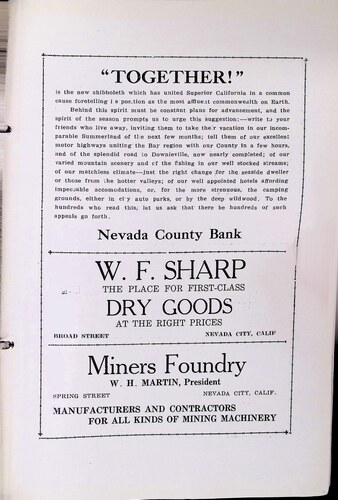 "TOGETHER!"
is the new shibboleth which has united Superior California in a common
cause foretelling its position as the most affluent commonwealth on Earth.
Behind this spirit must be constant plans for advancement, and the
spirit of the season prompts us to urge this suggestion:—write to your
friends who live away, inviting them to take their vacation in our incom-
parable Summerland of the next few months; tell them of our excellent
motor highways uniting the Bay region with our County in a few hours,
and of the splendid road to Downieville, now nearly completed; of our
varied mountain scenery and of the fishing in our well stocked streams;
of our matchless climate—just the right change for the seaside dweller
or those from the hotter valleys; of our well appointed hotels affording
impeccable accomodations, or, for the more strenuous, the camping
grounds, either in city auto parks, or by the deep wildwood. To the
hundreds who read this, let us ask that there be hundreds of such
appeals go forth.
Nevada County Bank
W. F. SHARP
THE PLACE FOR FIRST-CLASS
DRY GOODS
AT THE RIGHT PRICES
BROAD STREET NEVADA CITY, CALIF
Miners Foundry
W. H. MARTIN, President
SPRING STREET NEVADA CITY, CALIF.
MANUFACTURERS AND CONTRACTORS
FOR ALL KINDS OF MINING MACHINERY